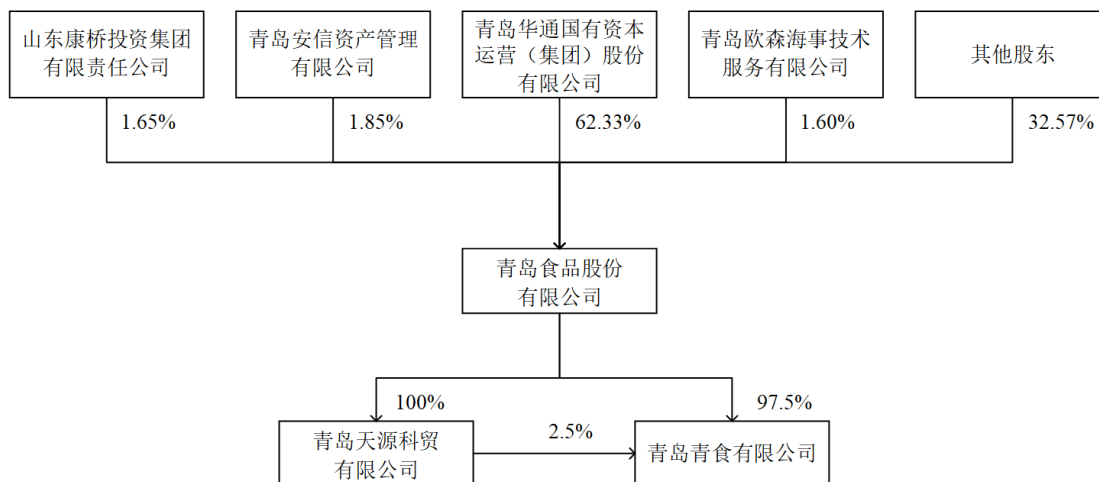 山东康桥投资集团
有限责任公司
青岛安信资产管理
有限公司
青岛华通国有资本
运营（集团）股份
有限公司
青岛欧森海事技术
服务有限公司
其他股东
1.65%
1.85%
62.33%
1.60%
32.57%
青岛食品股份
有限公司
100%
97.5%
青岛天源科贸
有限公司
2.5%
青岛青食有限公司